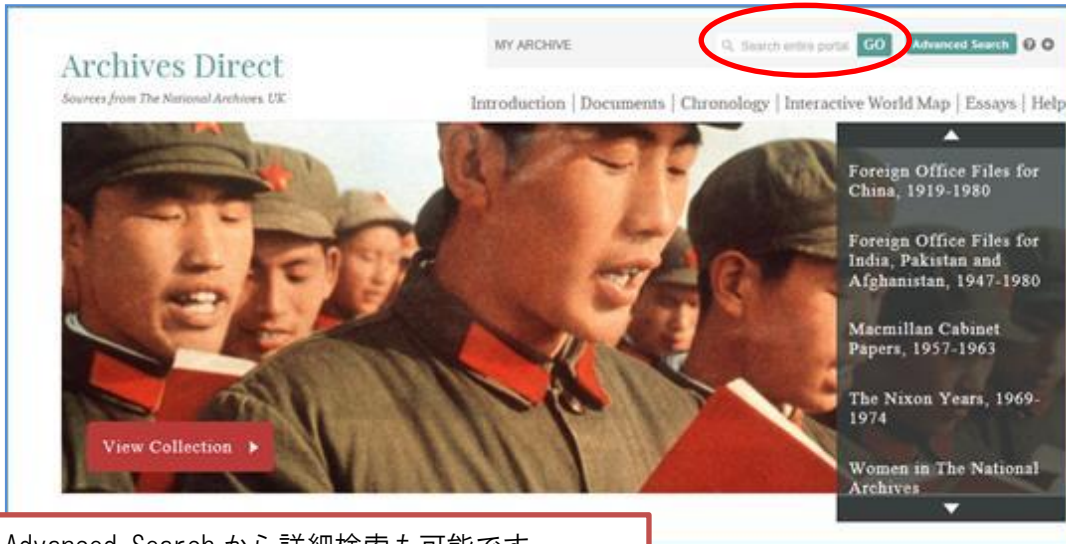 MY ARCHIVE
Search entire portal GO Advanced Search
Archives Direct
Sources from The National Archives, UK
Introduction | Documents | Chronology | Interactive World Map | Essays | Help
Foreign Office Files for
China, 1919-1980
Foreign Office Files for
India, Pakistan and
Afghanistan, 1947-1980
Macmillan Cabinet
Papers, 1957-1963
The Nixon Years, 1969-
1974
Women in The National
Archives
View Collection
Advanced Search から詳細検索も可能です